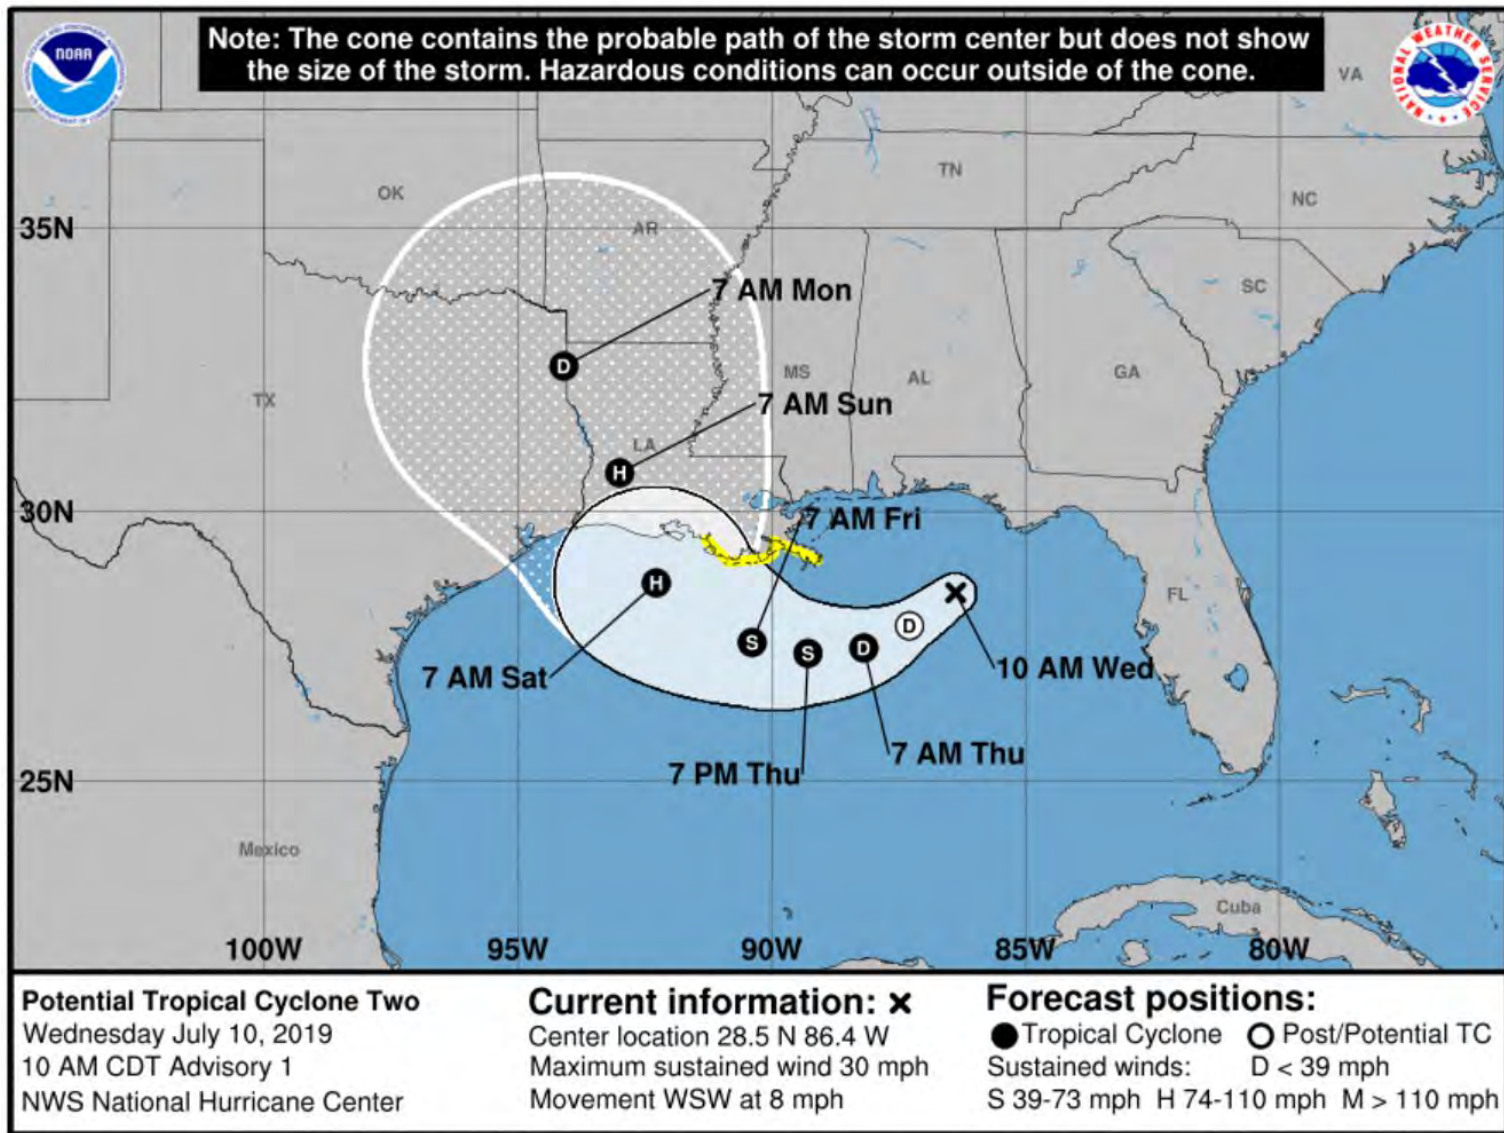 Note: The cone contains the probable path of the storm center but does not show
the size of the storm. Hazardous conditions can occur outside of the cone.
NOAA
NATIONAL WEATHER SERVICE
VA
OK
TN
NC
35N
AR
7 AM Mon
SC
D
MS
AL
GA
TX
7 AM Sun
LA
H
30N
7 AM Fri
H
D
FL
S
S
D
7 AM Sat
10 AM Wed
7 AM Thu
7 PM Thu
25N
Mexico
Cuba
100W
95W
90W
85W
80W
Potential Tropical Cyclone Two
Wednesday July 10, 2019
10 AM CDT Advisory 1
NWS National Hurricane Center
Current information: ×
Center location 28.5 N 86.4 W
Maximum sustained wind 30 mph
Movement WSW at 8 mph
Forecast positions:
● Tropical Cyclone ○ Post/Potential TC
Sustained winds: D < 39 mph
S 39-73 mph H 74-110 mph M > 110 mph